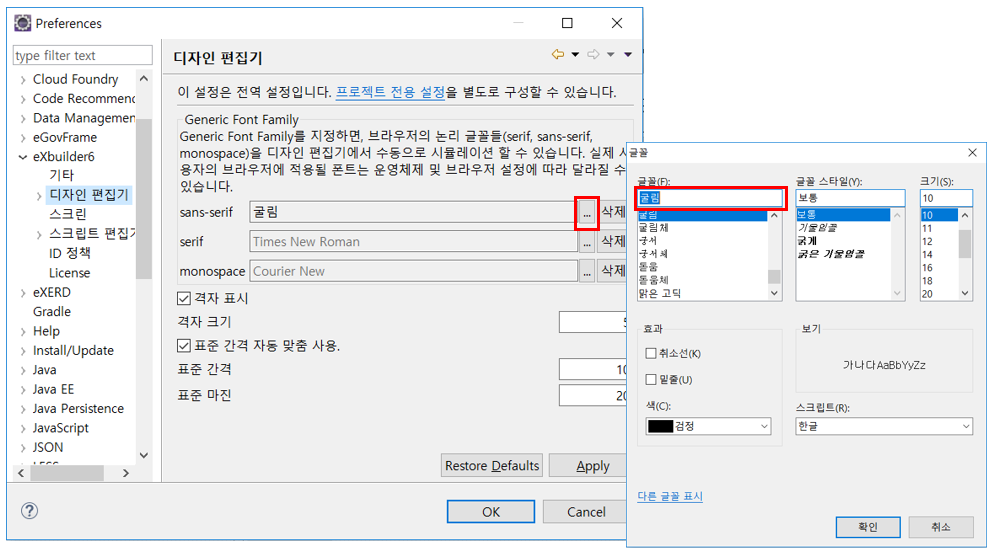 Preferences
type filter text
Cloud Foundry
Code Recommen
Data Managemen
eGovFrame
eXbuilder6
기타
디자인 편집기
스크린
스크립트 편집기
ID 정책
License
eXERD
Gradle
Help
Install/Update
Java
Java EE
Java Persistence
JavaScript
JSON
디자인 편집기
이 설정은 전역 설정입니다. 프로젝트 전용 설정을 별도로 구성할 수 있습니다.
Generic Font Family
Generic Font Family를 지정하면, 브라우저의 논리 글꼴들(serif, sans-serif,
monospace)을 디자인 편집기에서 수동으로 시뮬레이션 할 수 있습니다. 실제 사
용자의 브라우저에 적용될 폰트는 운영체제 및 브라우저 설정에 따라 달라질 수
있습니다.
sans-serif 굴림 ... 삭제
serif Times New Roman ... 삭제
monospace Courier New ... 삭제
격자 표시
격자 크기 5
표준 간격 자동 맞춤 사용.
표준 간격 10
표준 마진 20
Restore Defaults Apply
OK Cancel
글꼴
글꼴(F): 글꼴 스타일(Y): 크기(S):
굴림 보통 10
굴림 보통 10
굴림체 기울임꼴 11
궁서 굵게 12
궁서체 굵은 기울임꼴 14
돋움 16
돋움체 18
맑은 고딕 20
효과 보기
취소선(K)
밑줄(U)
가나다AaBbYyZz
색(C): 스크립트(R):
검정 한글
다른 글꼴 표시
확인 취소